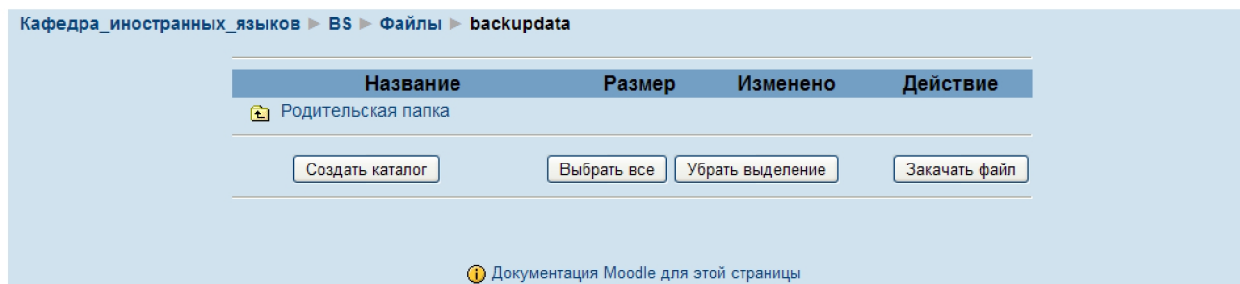 Кафедра_иностранных_языков ► BS ► Файлы ► backupdata
Название Размер Изменено Действие
Родительская папка
Создать каталог Выбрать все Убрать выделение Закачать файл
Документация Moodle для этой страницы